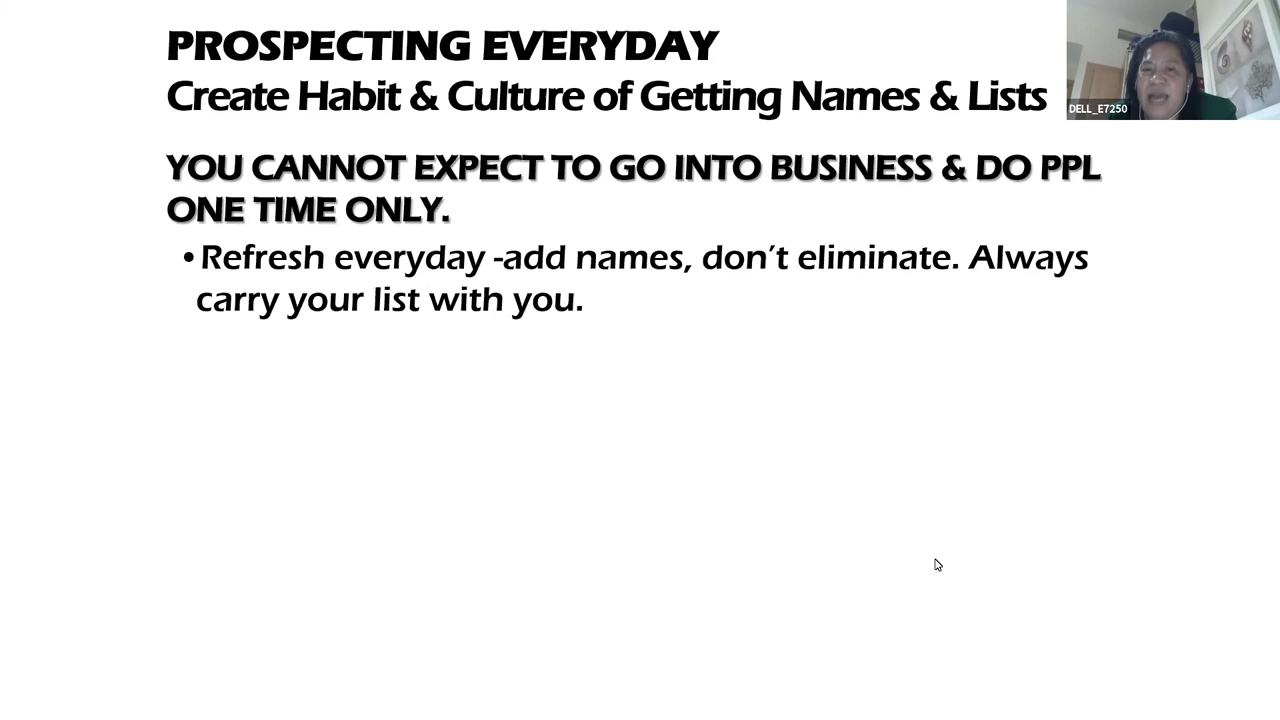 PROSPECTING EVERYDAY
Create Habit & Culture of Getting Names & Lists
DELL_E7250
YOU CANNOT EXPECT TO GO INTO BUSINESS & DO PPL
ONE TIME ONLY.
•Refresh everyday -add names, don’t eliminate. Always
carry your list with you.